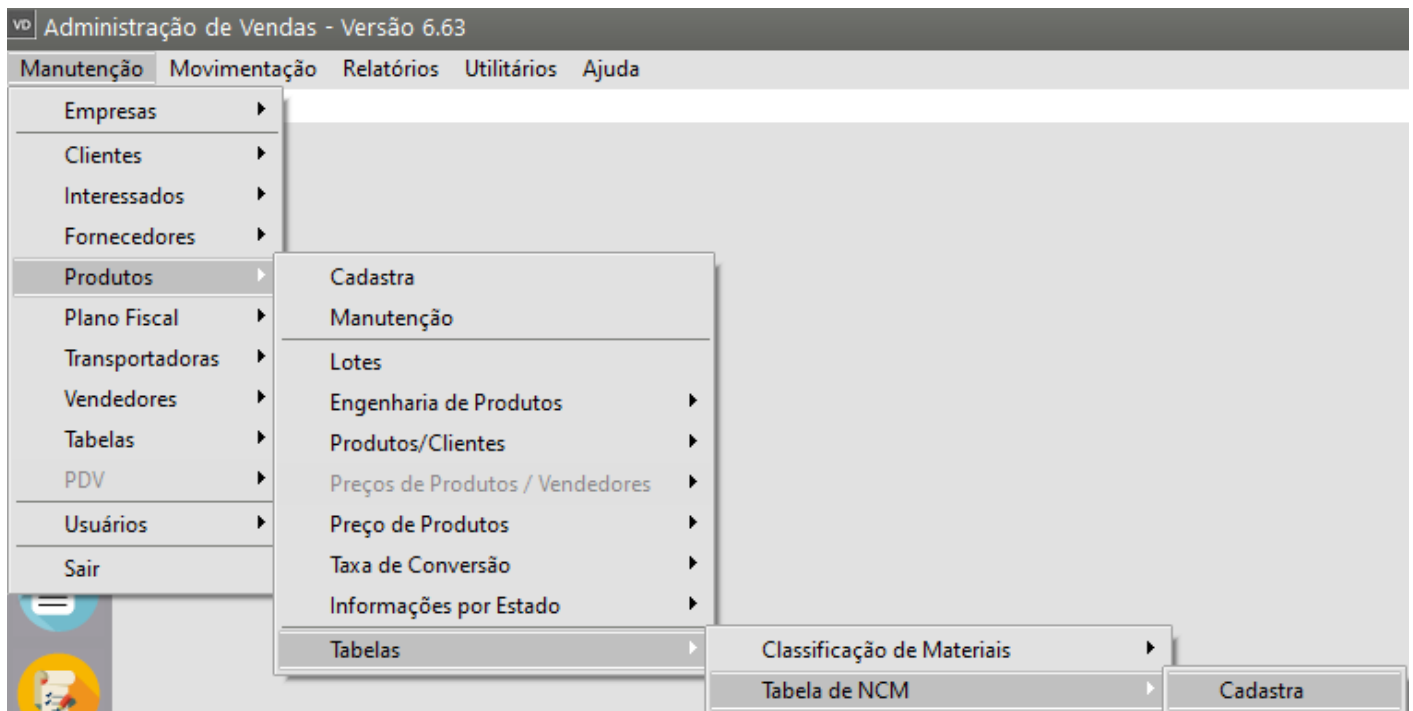 VD Administração de Vendas - Versão 6.63
Manutenção Movimentação Relatórios Utilitários Ajuda
Empresas
Clientes
Interessados
Fornecedores
Produtos
Plano Fiscal
Transportadoras
Vendedores
Tabelas
PDV
Usuários
Sair
Cadastra
Manutenção
Lotes
Engenharia de Produtos
Produtos/Clientes
Preços de Produtos / Vendedores
Preço de Produtos
Taxa de Conversão
Informações por Estado
Tabelas
Classificação de Materiais
Tabela de NCM
Cadastra